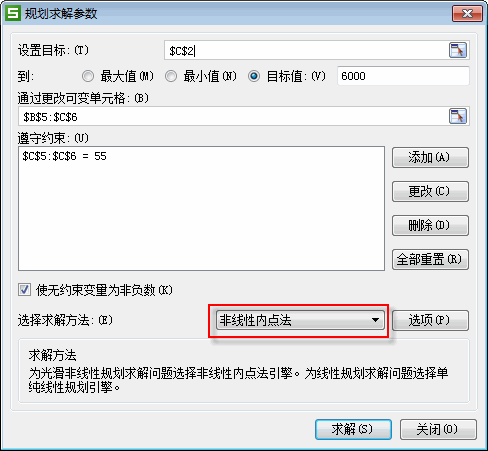 S 规划求解参数
设置目标:(T) $C$2
到: 最大值(M) 最小值(N) 目标值:(V) 6000
通过更改可变单元格:(B)
$B$5:$C$6
遵守约束:(U)
$C$5:$C$6 = 55
添加(A)
更改(C)
删除(D)
全部重置(R)
使无约束变量为非负数(K)
选择求解方法:(E) 非线性内点法 选项(P)
求解方法
为光滑非线性规划求解问题选择非线性内点法引擎。为线性规划求解问题选择单
纯线性规划引擎。
求解(S) 关闭(O)